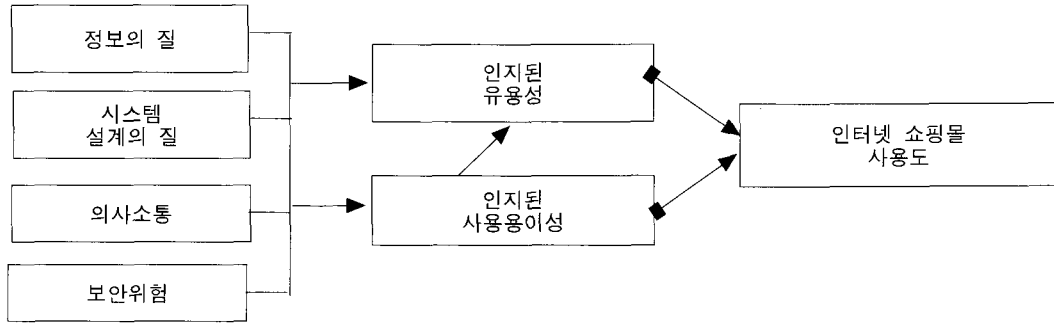 정보의 질
시스템
설계의 질
의사소통
보안위험
인지된
유용성
인지된
사용용이성
인터넷 쇼핑몰
사용도